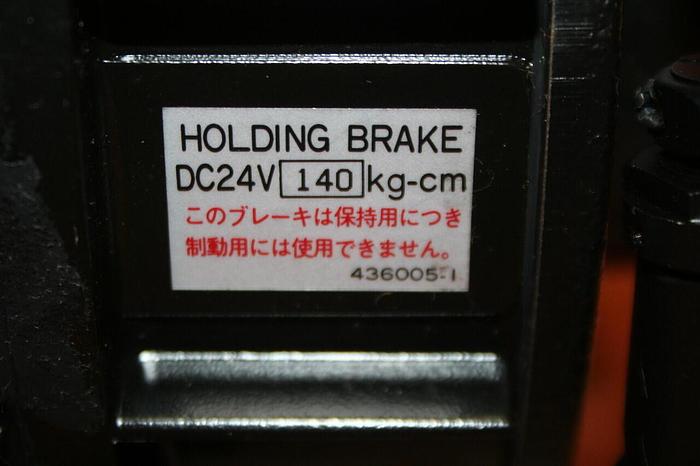 HOLDING BRAKE
DC24V 140 kg-cm
このブレーキは保持用につき
制動用には使用できません。
436005-1